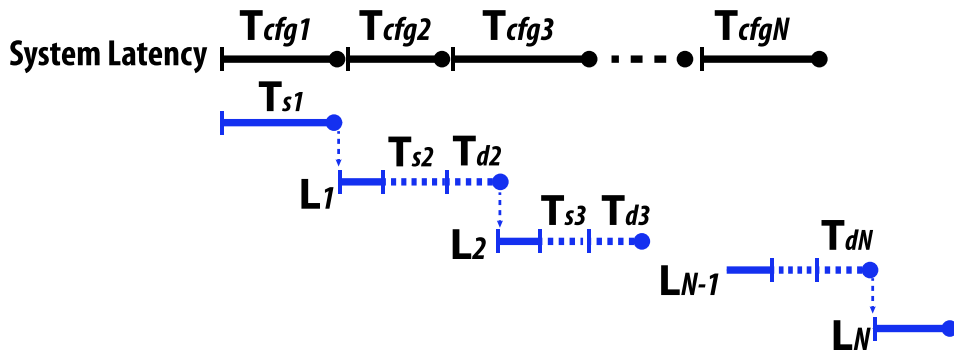 Tcfg1 Tcfg2 Tcfg3 TcfgN
System Latency
Ts1
Ts2 Td2
L1
Ts3 Td3
L2
TdN
LN-1
LN